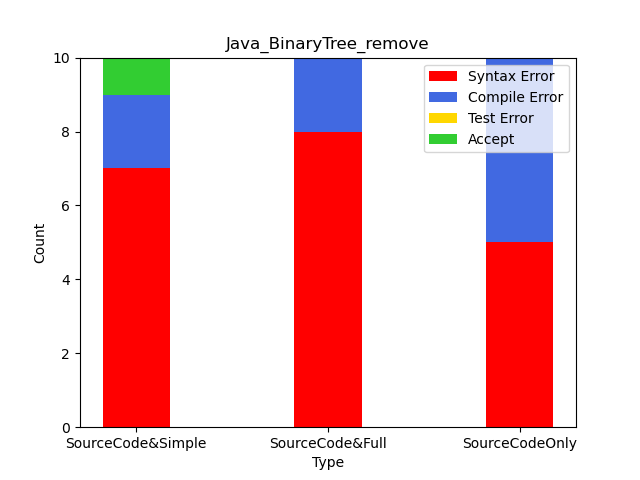 Java_BinaryTree_remove
10
8
6
4
2
0
Count
Syntax Error
Compile Error
Test Error
Accept
SourceCode&Simple
SourceCode&Full
SourceCodeOnly
Type